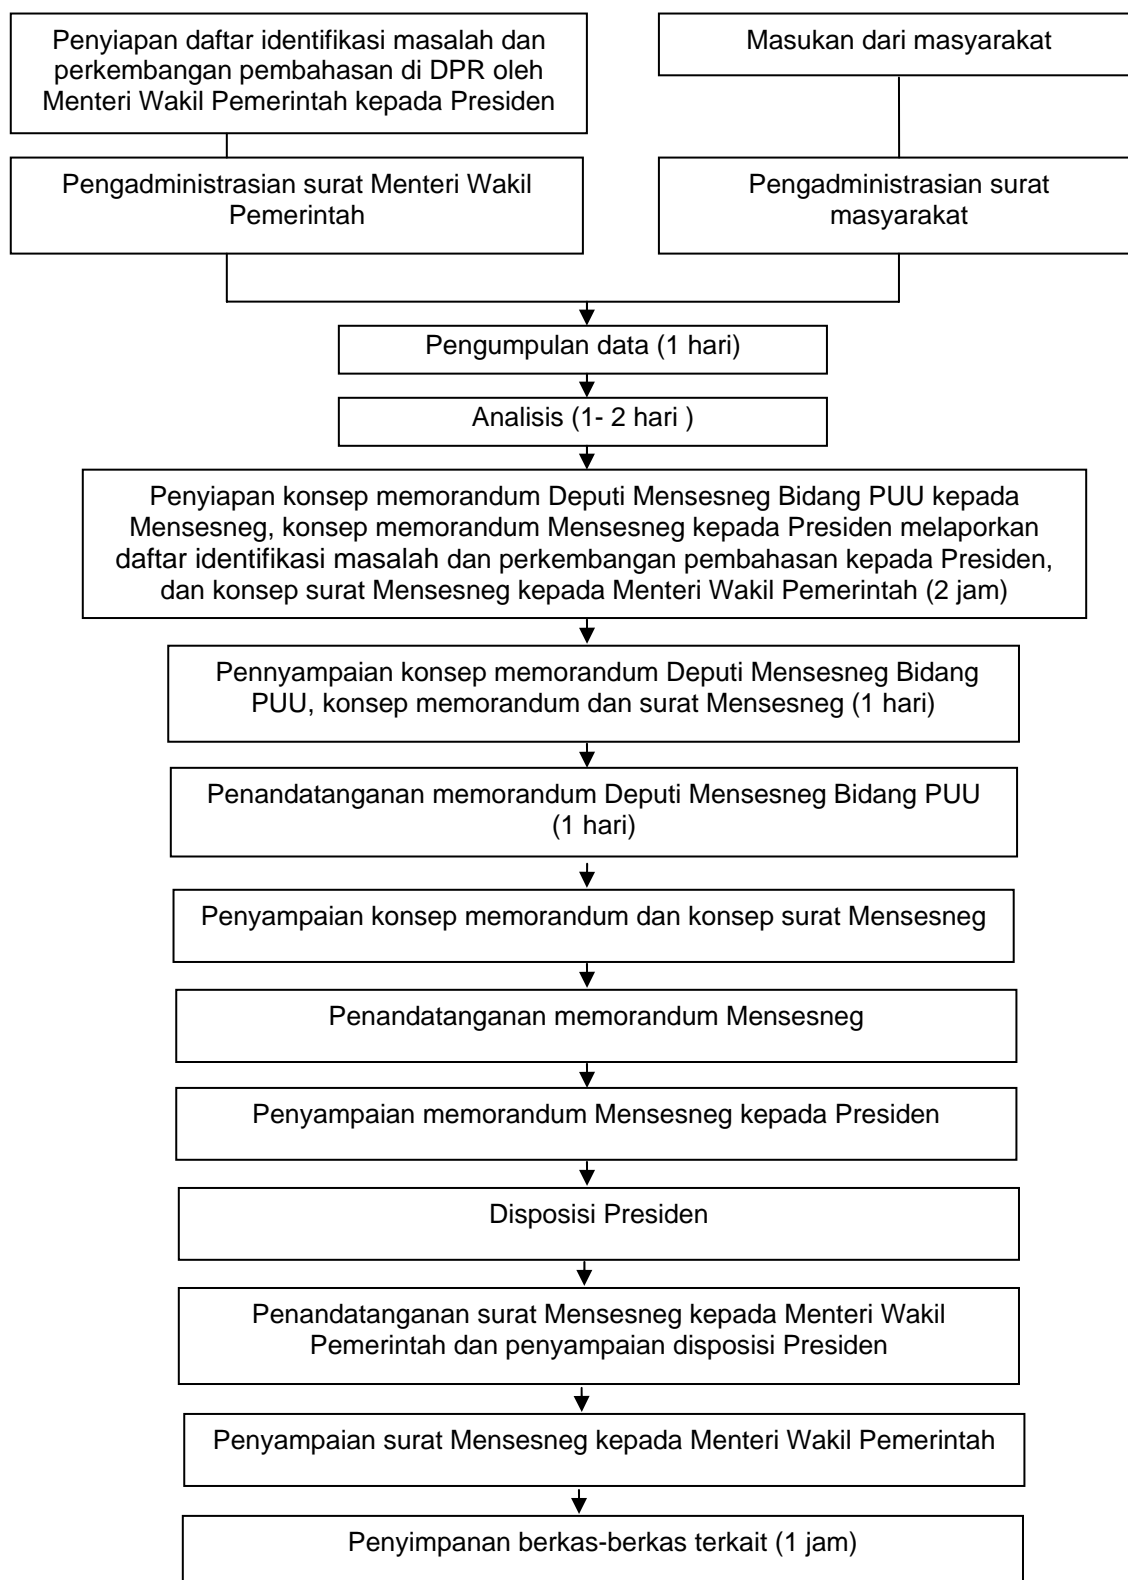 Penyiapan daftar identifikasi masalah dan
perkembangan pembahasan di DPR oleh
Menteri Wakil Pemerintah kepada Presiden
Masukan dari masyarakat
Pengadministrasian surat Menteri Wakil
Pemerintah
Pengadministrasian surat
masyarakat
Pengumpulan data (1 hari)
Analisis (1- 2 hari )
Penyiapan konsep memorandum Deputi Mensesneg Bidang PUU kepada
Mensesneg, konsep memorandum Mensesneg kepada Presiden melaporkan
daftar identifikasi masalah dan perkembangan pembahasan kepada Presiden,
dan konsep surat Mensesneg kepada Menteri Wakil Pemerintah (2 jam)
Pennyampaian konsep memorandum Deputi Mensesneg Bidang
PUU, konsep memorandum dan surat Mensesneg (1 hari)
Penandatanganan memorandum Deputi Mensesneg Bidang PUU
(1 hari)
Penyampaian konsep memorandum dan konsep surat Mensesneg
Penandatanganan memorandum Mensesneg
Penyampaian memorandum Mensesneg kepada Presiden
Disposisi Presiden
Penandatanganan surat Mensesneg kepada Menteri Wakil
Pemerintah dan penyampaian disposisi Presiden
Penyampaian surat Mensesneg kepada Menteri Wakil Pemerintah
Penyimpanan berkas-berkas terkait (1 jam)